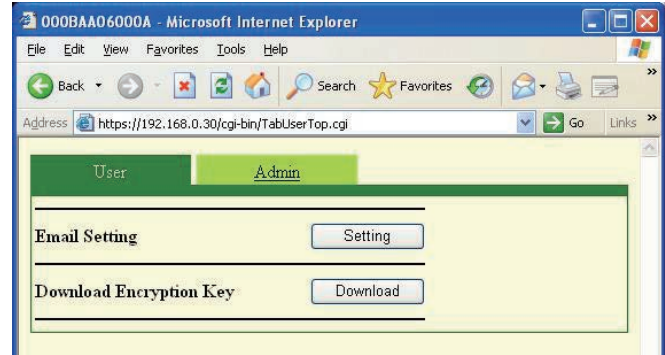 000BAA06000A - Microsoft Internet Explorer
File Edit View Favorites Tools Help
Back Search Favorites »
Address https://192.168.0.30/cgi-bin/TabUserTop.cgi Go Links »
User Admin
Email Setting Setting
Download Encryption Key Download